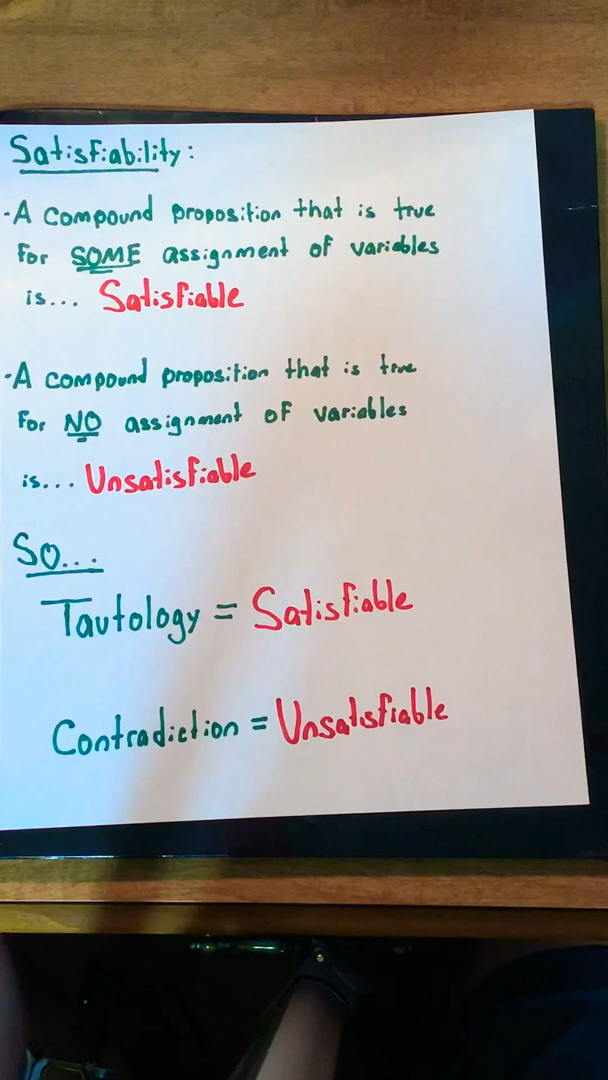 Satisfiability:
·A compound proposition that is true
for SOME assignment of variables
is... Satisfiable
·A compound proposition that is true
for NO assignment of variables
is... Unsatisfiable
SO...
Tautology = Satisfiable
Contradiction = Unsatisfiable